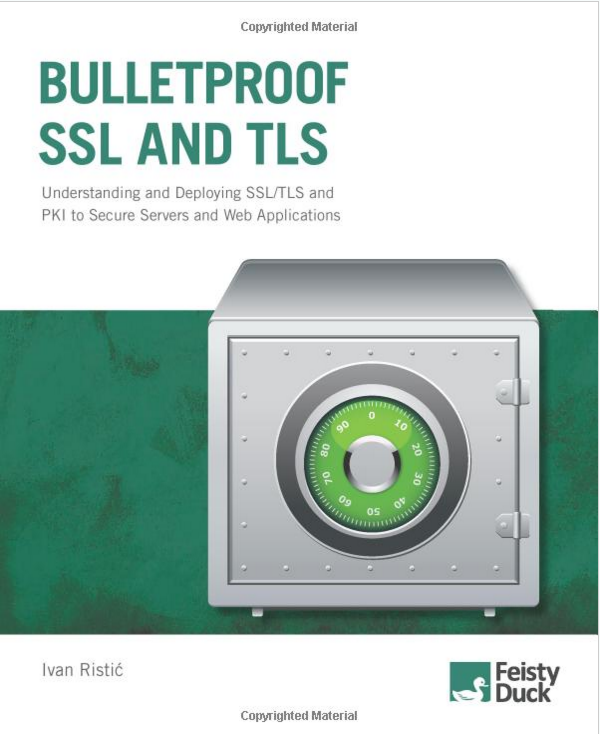 Copyrighted Material
BULLETPROOF
SSL AND TLS
Understanding and Deploying SSL/TLS and
PKI to Secure Servers and Web Applications
0
10
20
30
40
50
60
70
80
90
Ivan Ristić
Feisty
Duck
Copyrighted Material